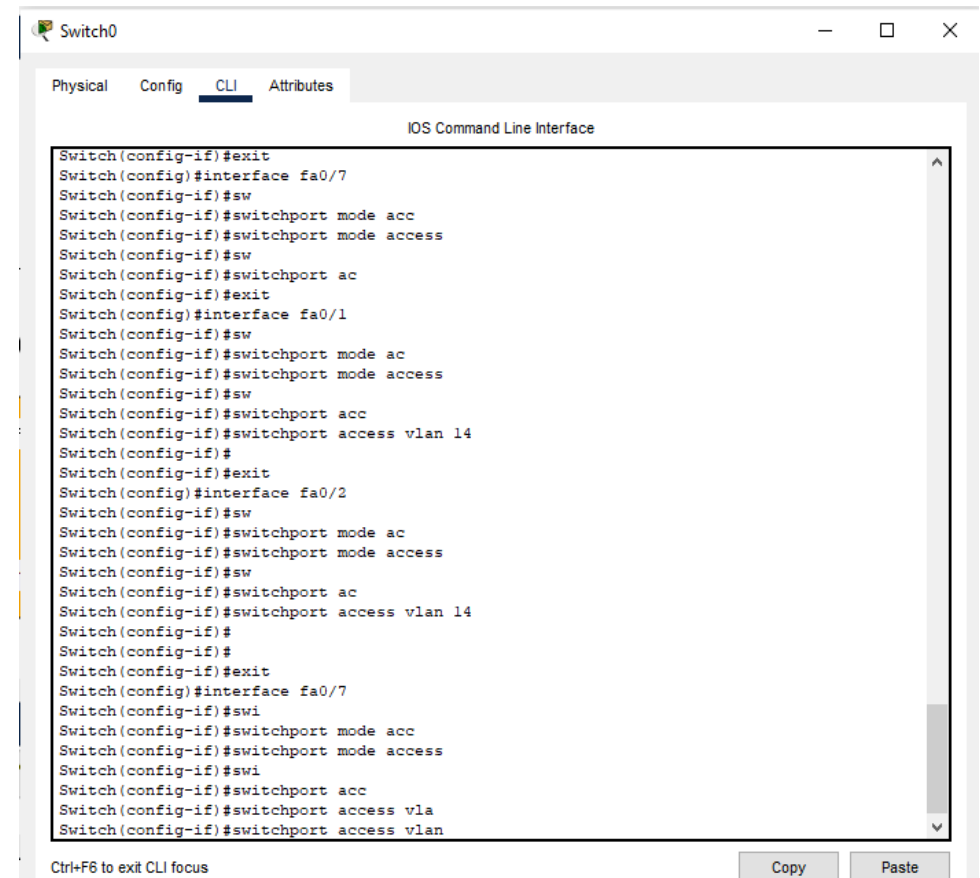 Switch0
Physical Config CLI Attributes
IOS Command Line Interface
Switch(config-if)#exit
Switch(config)#interface fa0/7
Switch(config-if)#sw
Switch(config-if)#switchport mode acc
Switch(config-if)#switchport mode access
Switch(config-if)#sw
Switch(config-if)#switchport ac
Switch(config-if)#exit
Switch(config)#interface fa0/1
Switch(config-if)#sw
Switch(config-if)#switchport mode ac
Switch(config-if)#switchport mode access
Switch(config-if)#sw
Switch(config-if)#switchport acc
Switch(config-if)#switchport access vlan 14
Switch(config-if)#
Switch(config-if)#exit
Switch(config)#interface fa0/2
Switch(config-if)#sw
Switch(config-if)#switchport mode ac
Switch(config-if)#switchport mode access
Switch(config-if)#sw
Switch(config-if)#switchport ac
Switch(config-if)#switchport access vlan 14
Switch(config-if)#
Switch(config-if)#
Switch(config-if)#exit
Switch(config)#interface fa0/7
Switch(config-if)#swi
Switch(config-if)#switchport mode acc
Switch(config-if)#switchport mode access
Switch(config-if)#swi
Switch(config-if)#switchport acc
Switch(config-if)#switchport access vla
Switch(config-if)#switchport access vlan
Ctrl+F6 to exit CLI focus
Copy Paste